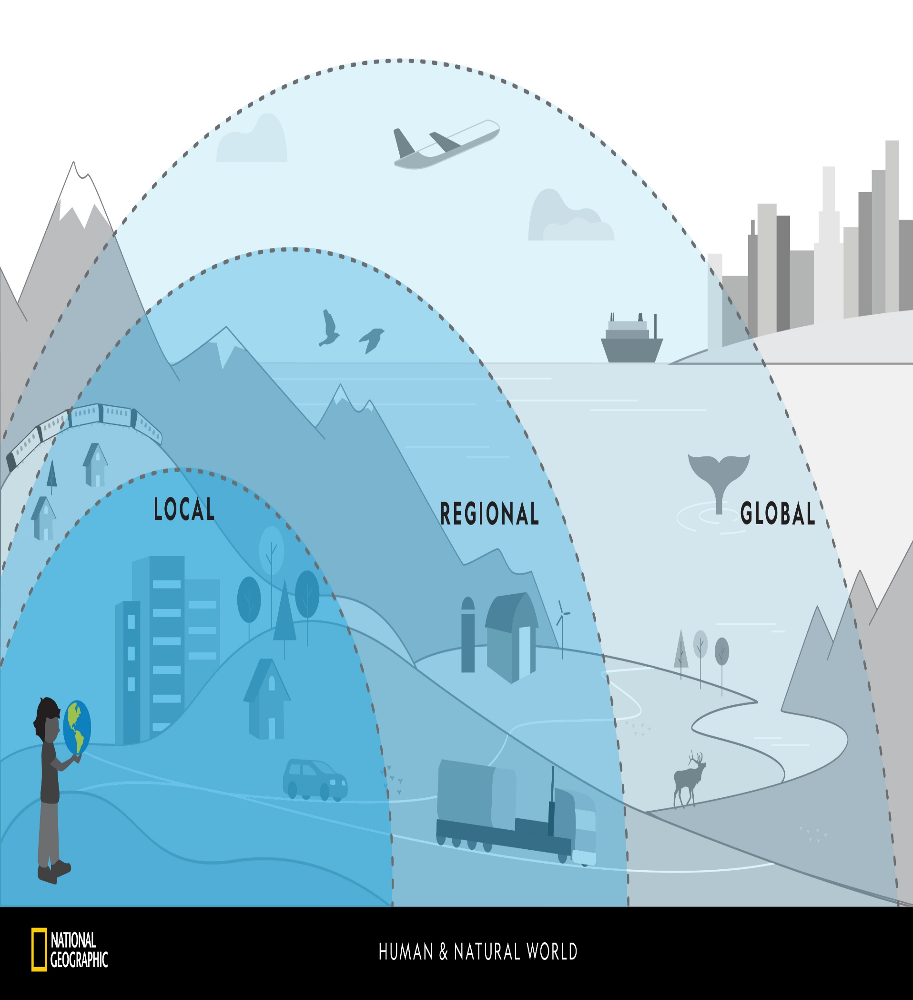 LOCAL
REGIONAL
GLOBAL
NATIONAL
GEOGRAPHIC
HUMAN & NATURAL WORLD